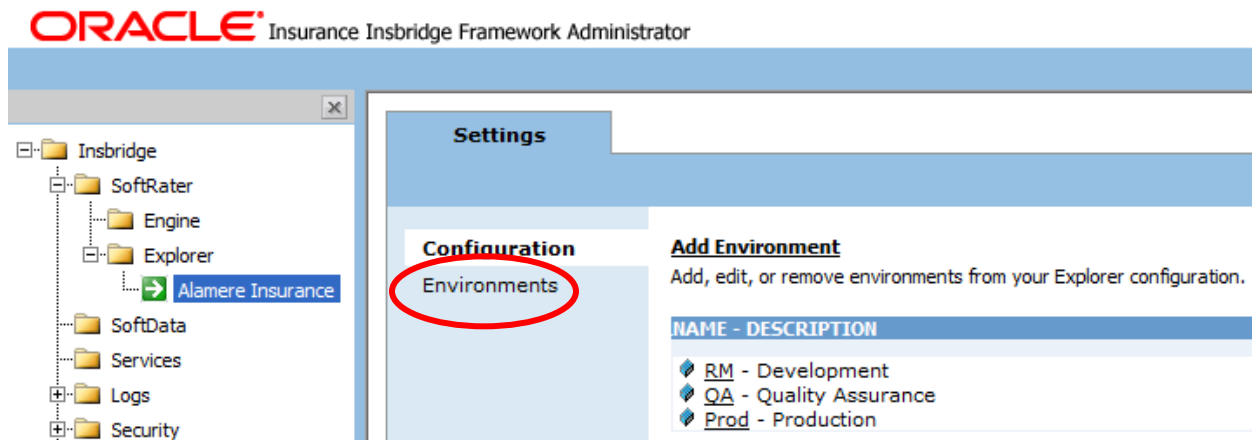 ORACLE Insurance Insbridge Framework Administrator
Insbridge
SoftRater
Engine
Explorer
Alamere Insurance
SoftData
Services
Logs
Security
Settings
Configuration
Environments
Add Environment
Add, edit, or remove environments from your Explorer configuration.
NAME - DESCRIPTION
RM - Development
QA - Quality Assurance
Prod - Production